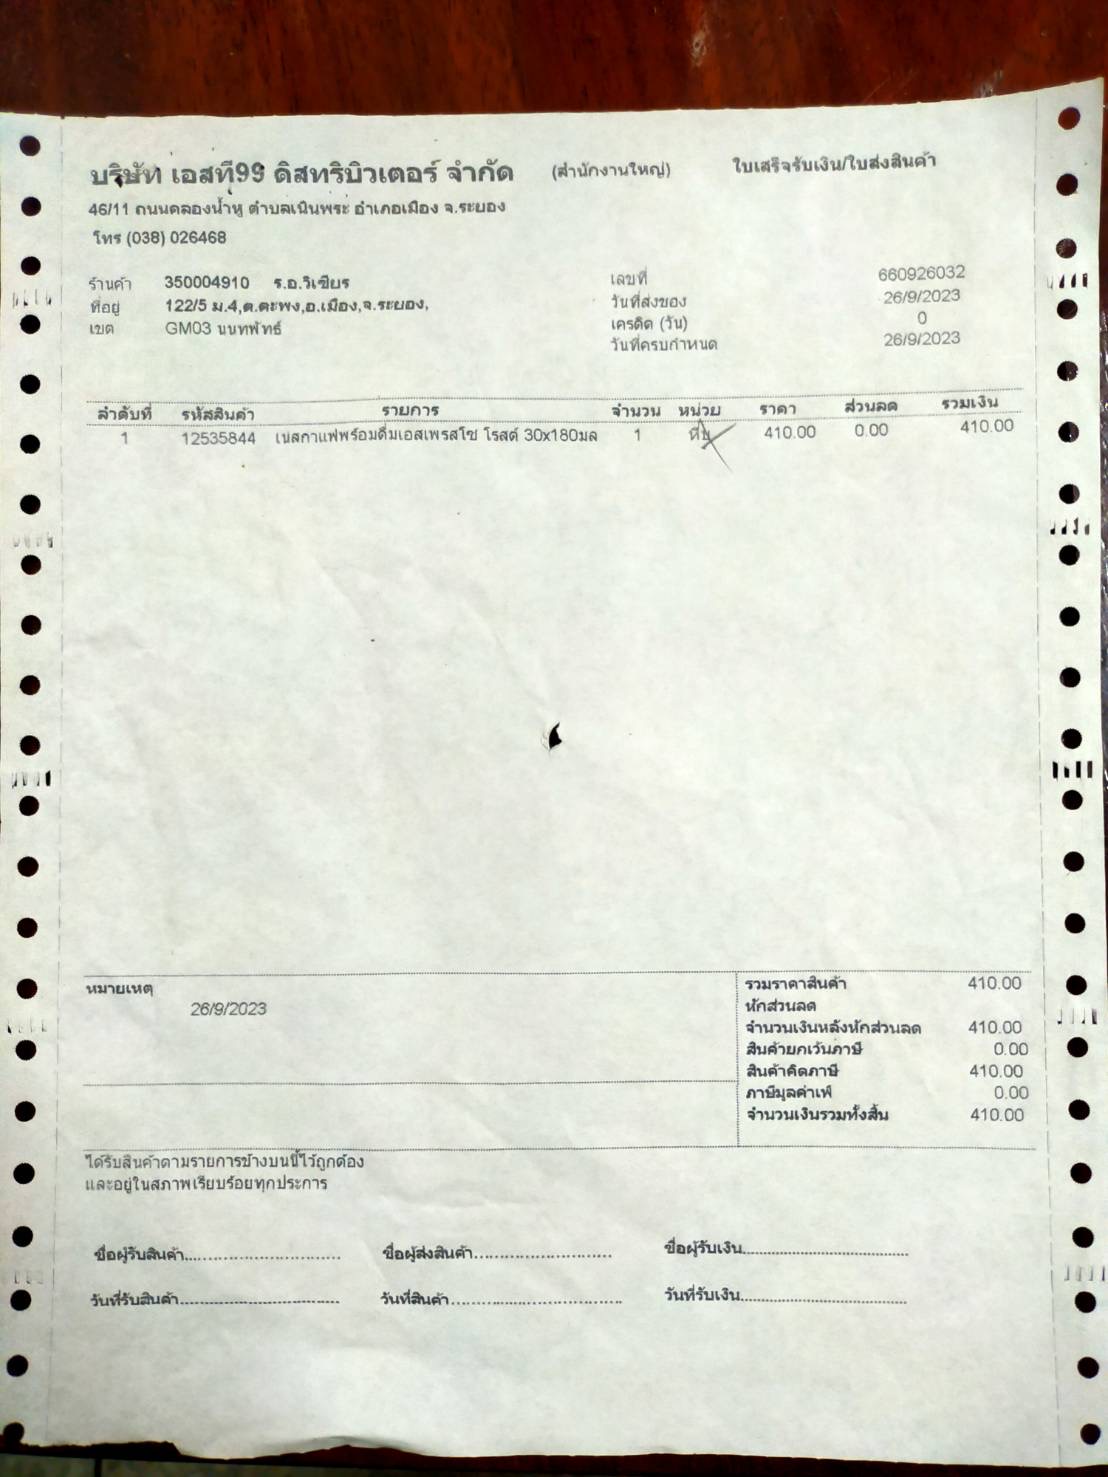 บริษัท เอสที99 ดิสทริบิวเตอร์ จำกัด (สำนักงานใหญ่) ใบเสร็จรับเงิน/ใบส่งสินค้า
46/11 ถนนคลองน้ำหู ตำบลเนินพระ อำเภอเมือง จ.ระยอง
โทร (038) 026468
ร้านค้า 350004910 ร.อ.วิเชียร เลขที่ 660926032
ที่อยู่ 122/5 ม.4,ต.ตะพง,อ.เมือง,จ.ระยอง, วันที่ส่งของ 26/9/2023
เขต GM03 นนทพัทธ์ เครดิต (วัน) 0
วันที่ครบกำหนด 26/9/2023
ลำดับที่ รหัสสินค้า รายการ จำนวน หน่วย ราคา ส่วนลด รวมเงิน
1 12535844 เนสกาแฟพร้อมดื่มเอสเพรสโซ โรสต์ 30x180มล 1 หีบ 410.00 0.00 410.00
หมายเหตุ รวมราคาสินค้า 410.00
26/9/2023 หักส่วนลด
จำนวนเงินหลังหักส่วนลด 410.00
สินค้ายกเว้นภาษี 0.00
สินค้าคิดภาษี 410.00
ภาษีมูลค่าเพิ 0.00
จำนวนเงินรวมทั้งสิ้น 410.00
ได้รับสินค้าตามรายการข้างบนนี้ไว้ถูกต้อง
และอยู่ในสภาพเรียบร้อยทุกประการ
ชื่อผู้รับสินค้า............................ ชื่อผู้ส่งสินค้า............................ ชื่อผู้รับเงิน............................
วันที่รับสินค้า............................ วันที่สินค้า............................ วันที่รับเงิน............................